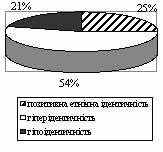 21%
25%
54%
позитивна етнічна ідентичність
гіперідентичність
гіпоідентичність